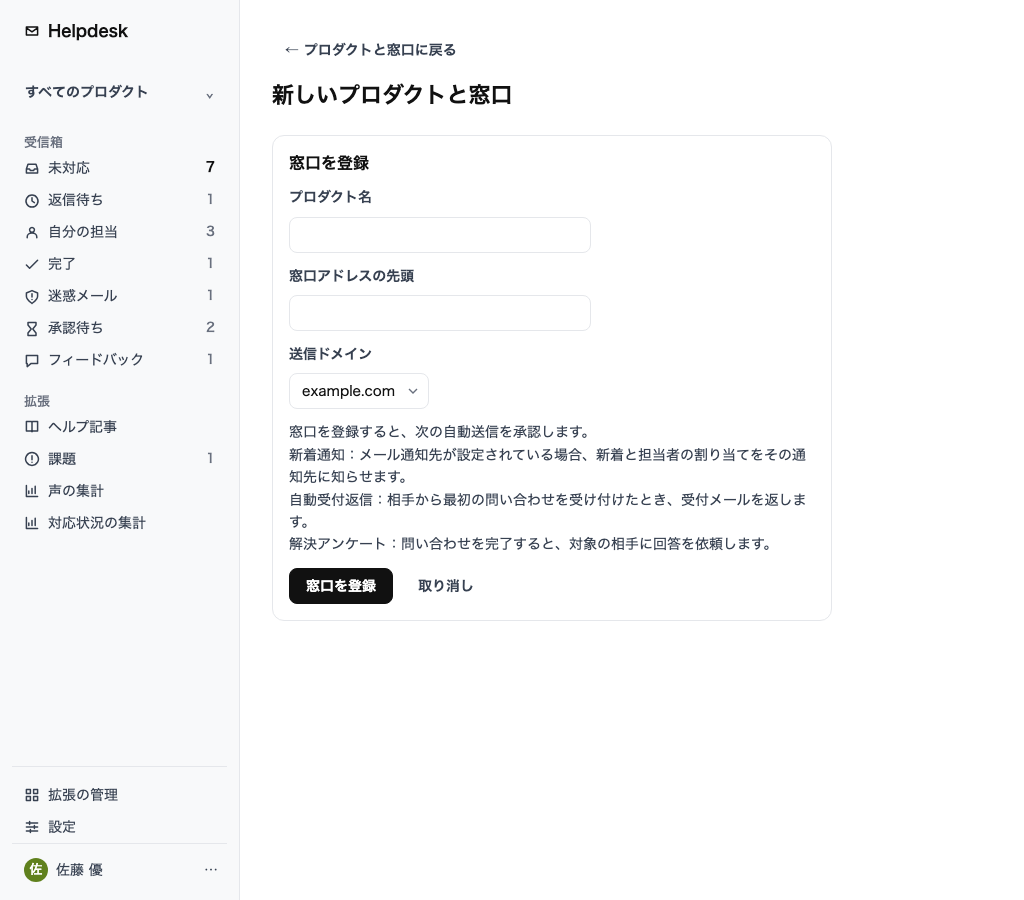 Helpdesk
すべてのプロダクト
受信箱
未対応 7
返信待ち 1
自分の担当 3
完了 1
迷惑メール 1
承認待ち 2
フィードバック 1
拡張
ヘルプ記事
課題 1
声の集計
対応状況の集計
拡張の管理
設定
佐 佐藤 優 ...
← プロダクトと窓口に戻る
新しいプロダクトと窓口
窓口を登録
プロダクト名
窓口アドレスの先頭
送信ドメイン
example.com
窓口を登録すると、次の自動送信を承認します。
新着通知：メール通知先が設定されている場合、新着と担当者の割り当てをその通
知先に知らせます。
自動受付返信：相手から最初の問い合わせを受け付けたとき、受付メールを返しま
す。
解決アンケート：問い合わせを完了すると、対象の相手に回答を依頼します。
窓口を登録 取り消し